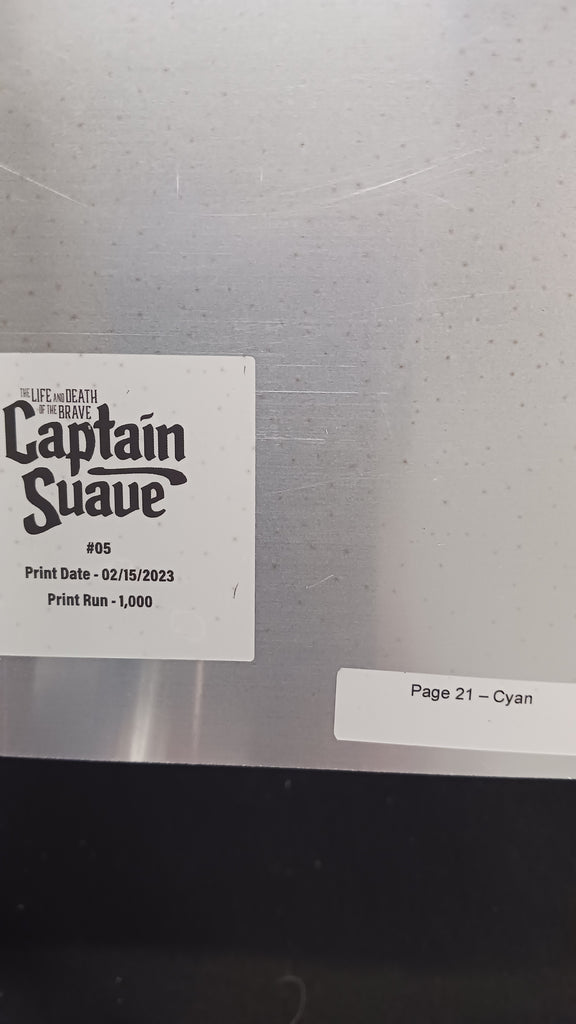 THE LIFE AND DEATH
OF THE BRAVE
Captain
Suave
#05
Print Date - 02/15/2023
Print Run - 1,000
Page 21 – Cyan